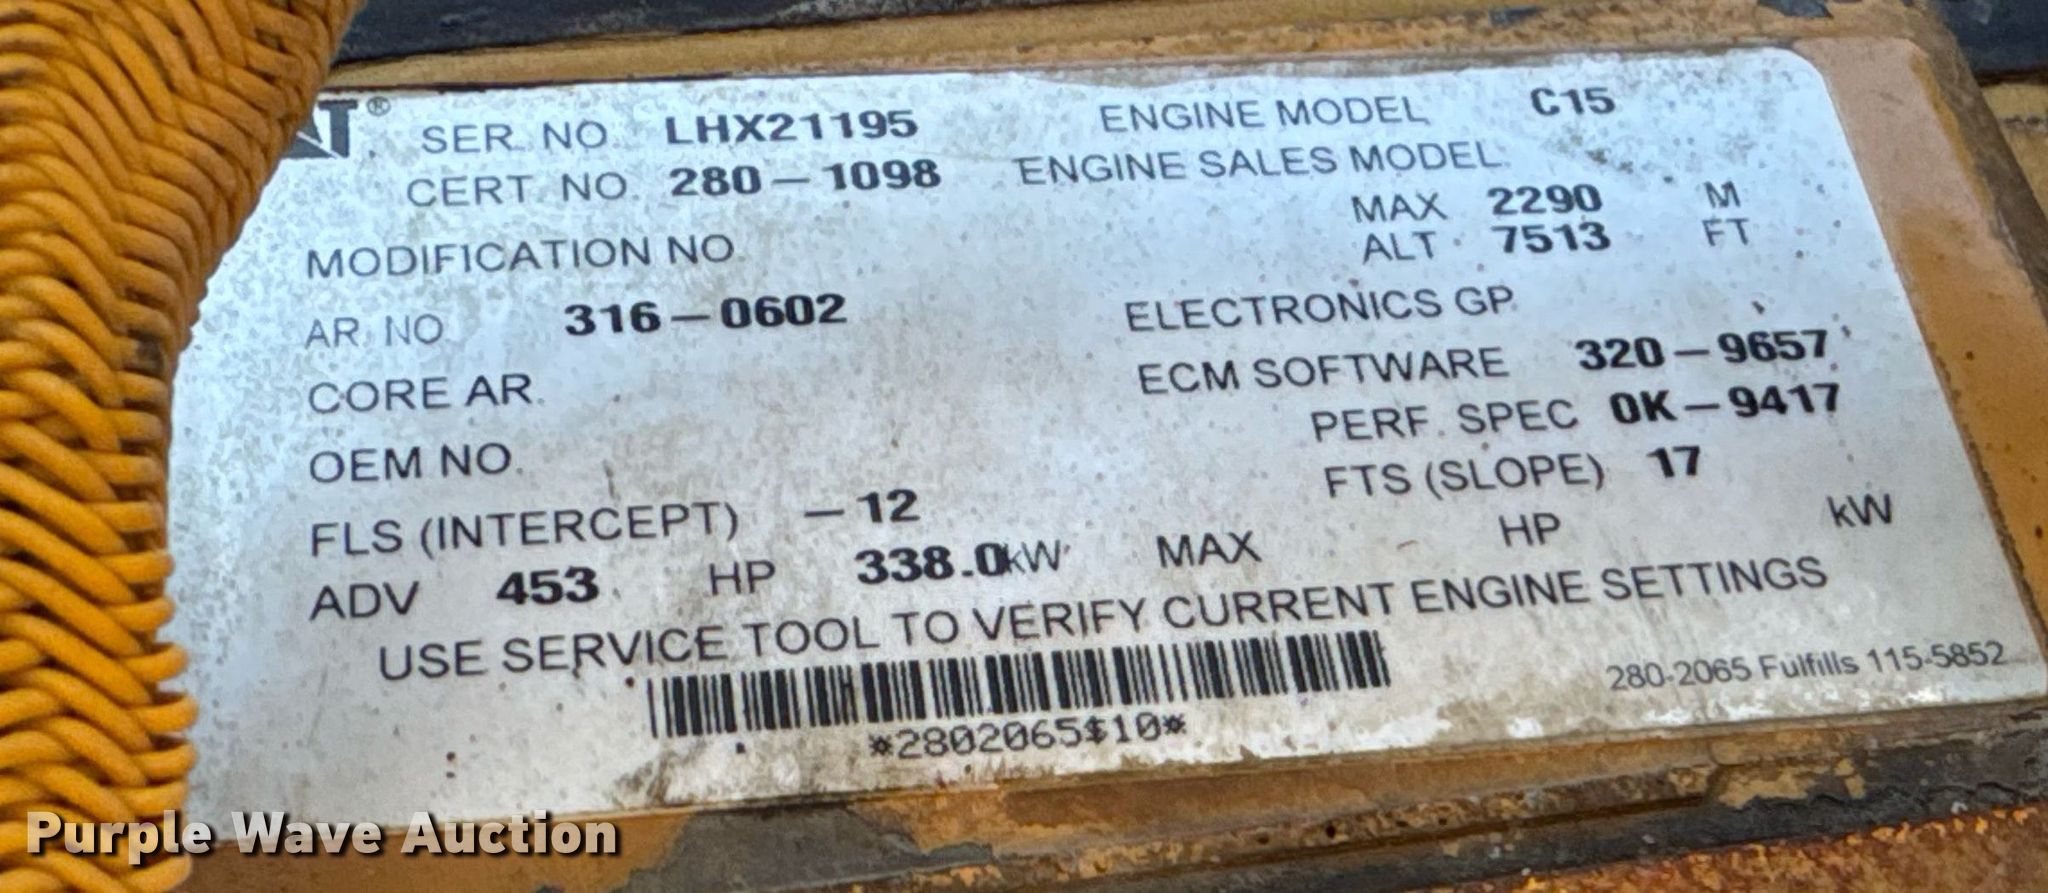 AT®
SER. NO. LHX21195 ENGINE MODEL C15
CERT NO. 280-1098 ENGINE SALES MODEL
MAX 2290 M
MODIFICATION NO. ALT 7513 FT
AR. NO. 316-0602 ELECTRONICS GP
CORE AR. ECM SOFTWARE 320-9657
OEM NO. PERF. SPEC 0K-9417
FLS (INTERCEPT) -12 FTS (SLOPE) 17
ADV 453 HP 338.0kW MAX HP kW
USE SERVICE TOOL TO VERIFY CURRENT ENGINE SETTINGS
280-2065 Fulfills 115-5852
*2802065$10*
Purple Wave Auction